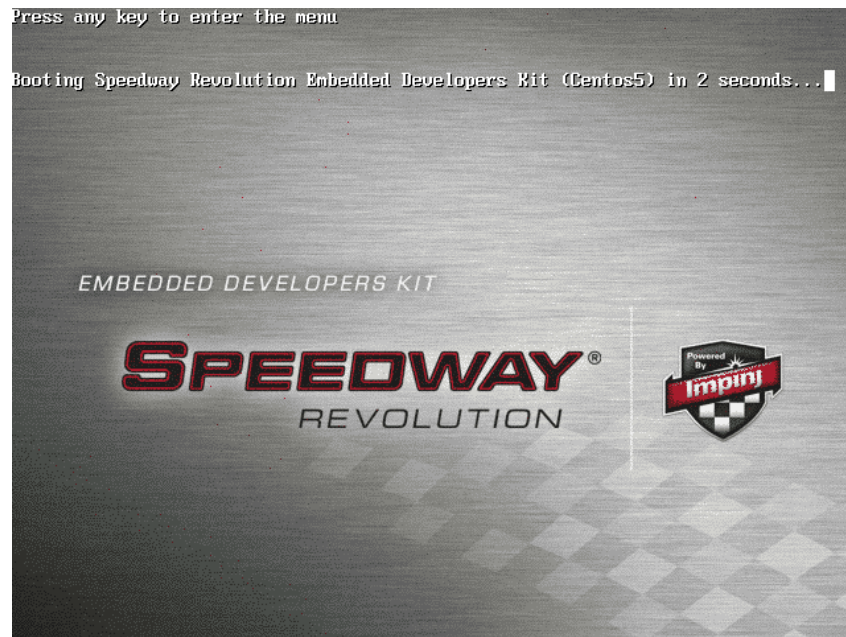 Press any key to enter the menu
Booting Speedway Revolution Embedded Developers Kit (Centos5) in 2 seconds...
EMBEDDED DEVELOPERS KIT
SPEEDWAY®
REVOLUTION
Powered
By
Impinj